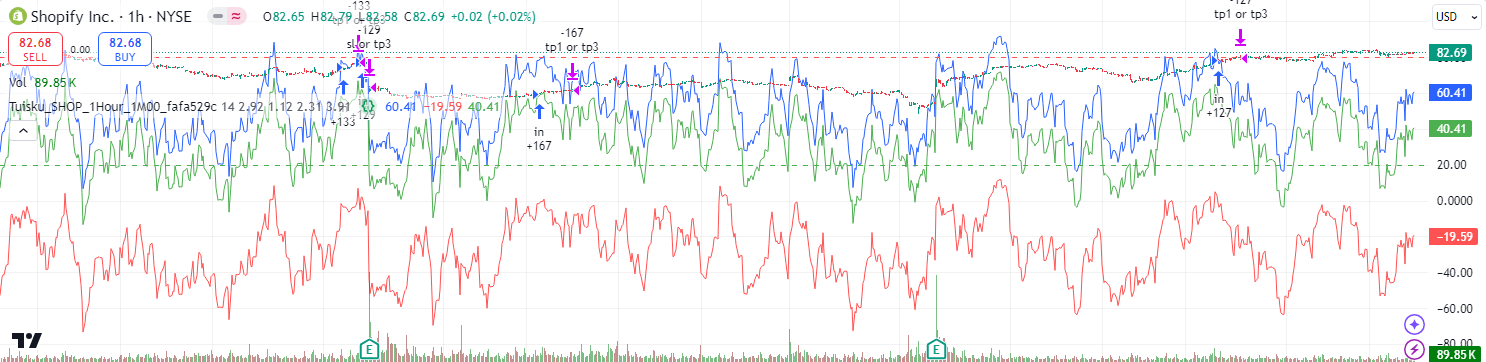 Shopify Inc. · 1h · NYSE
O82.65 H82.79 L82.58 C82.69 +0.02 (+0.02%)
USD
82.68
SELL
0.00
82.68
BUY
Vol 89.85K
Tuisku_SHOP_1Hour_1M00_fafa529c 14 2.92 1.12 2.31 3.91 60.41 −19.59 40.41
-133
-129
sl or tp3
+133
+129
-167
tp1 or tp3
in
+167
-127
tp1 or tp3
in
+127
82.69
60.41
40.41
20.00
0.0000
−19.59
−40.00
−60.00
−80.00
89.85K
E
E